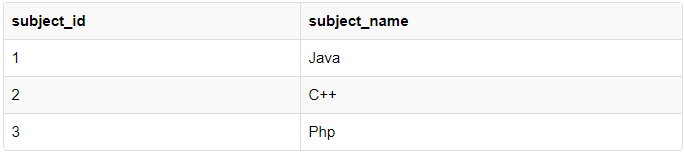 subject_id subject_name
1 Java
2 C++
3 Php